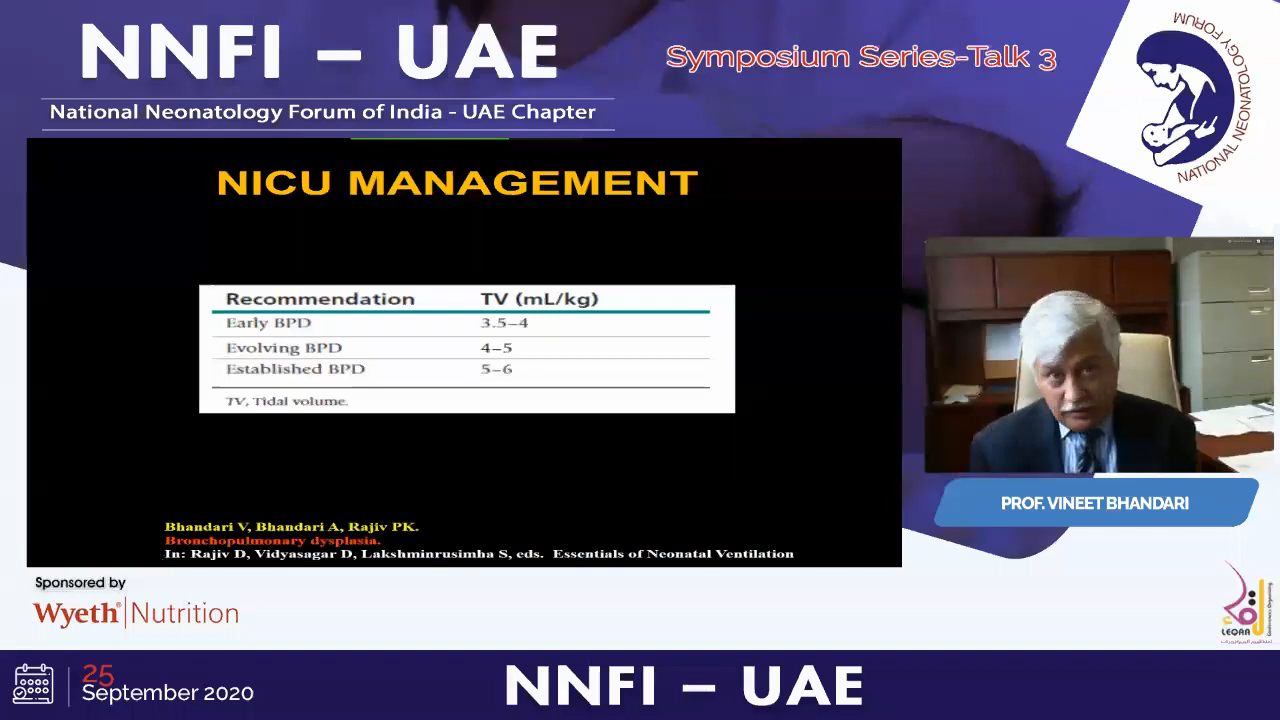 NNFI – UAE
Symposium Series-Talk 3
National Neonatology Forum of India - UAE Chapter
NATIONAL NEONATOLOGY FORUM
NICU MANAGEMENT
Recommendation TV (mL/kg)
Early BPD 3.5–4
Evolving BPD 4–5
Established BPD 5–6
TV, Tidal volume.
Bhandari V, Bhandari A, Rajiv PK.
Bronchopulmonary dysplasia.
In: Rajiv D, Vidyasagar D, Lakshminrusimha S, eds. Essentials of Neonatal Ventilation
PROF. VINEET BHANDARI
Sponsored by
Wyeth® Nutrition
LEQAA
25
September 2020
NNFI – UAE